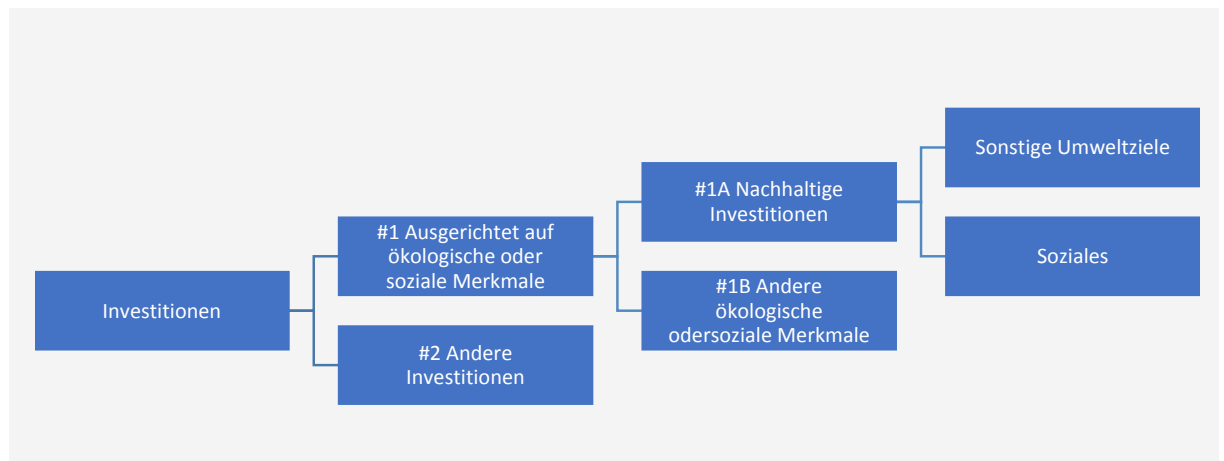 Investitionen
#1 Ausgerichtet auf
ökologische oder
soziale Merkmale
#2 Andere
Investitionen
#1A Nachhaltige
Investitionen
#1B Andere
ökologische
odersoziale Merkmale
Sonstige Umweltziele
Soziales